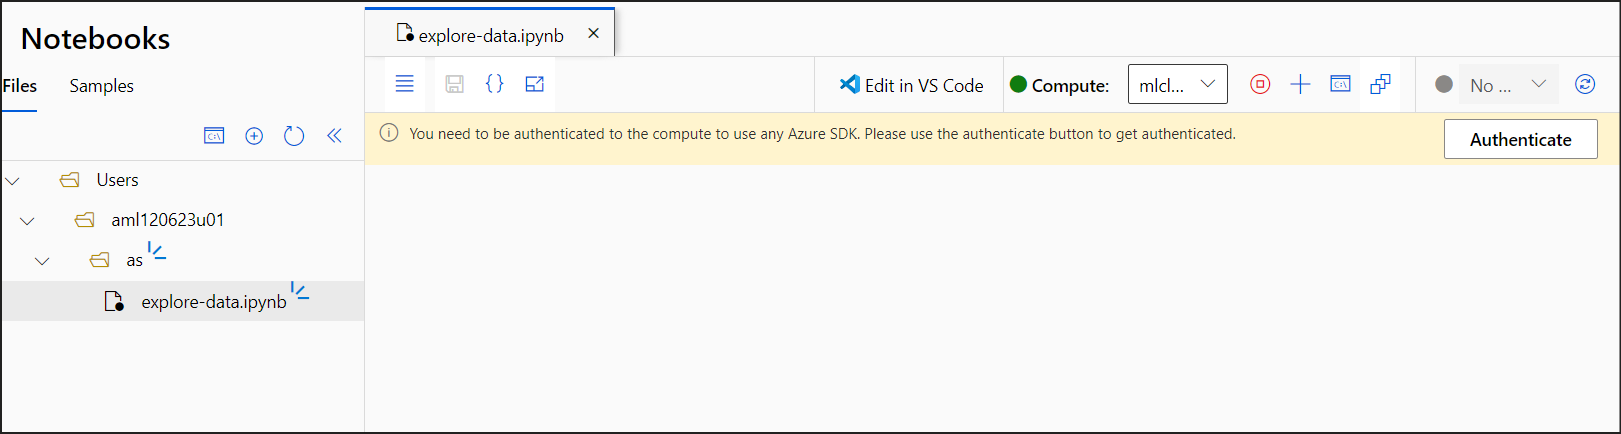 Notebooks
Files
Samples
Users
aml120623u01
as
explore-data.ipynb
explore-data.ipynb
Edit in VS Code
Compute:
mlcl...
No ...
You need to be authenticated to the compute to use any Azure SDK. Please use the authenticate button to get authenticated.
Authenticate